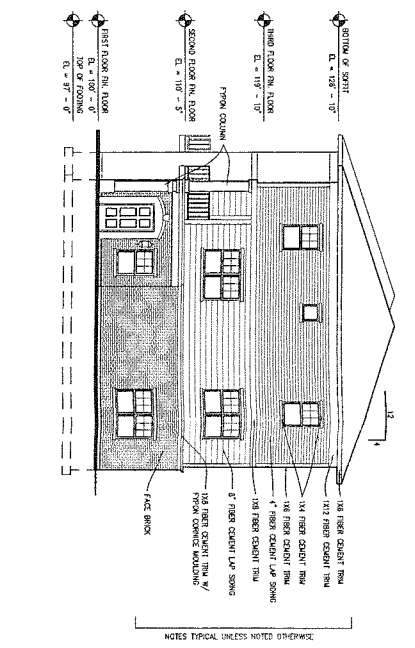 BOTTOM OF SOFFIT
EL = 128' - 10"
THIRD FLOOR FIN. FLOOR
EL = 119' - 10"
SECOND FLOOR FIN. FLOOR
EL = 110' - 5"
FIRST FLOOR FIN. FLOOR
EL = 100' - 0"
TOP OF FOOTING
EL = 97' - 0"
FYPON COLUMN
12
4
1X6 FIBER CEMENT TRIM
1X12 FIBER CEMENT TRIM
1X4 FIBER CEMENT TRIM
1X6 FIBER CEMENT TRIM
4" FIBER CEMENT LAP SIDING
1X8 FIBER CEMENT TRIM
8" FIBER CEMENT LAP SIDING
1X8 FIBER CEMENT TRIM W/
FYPON CORNICE MOULDING
FACE BRICK
NOTES TYPICAL UNLESS NOTED OTHERWISE